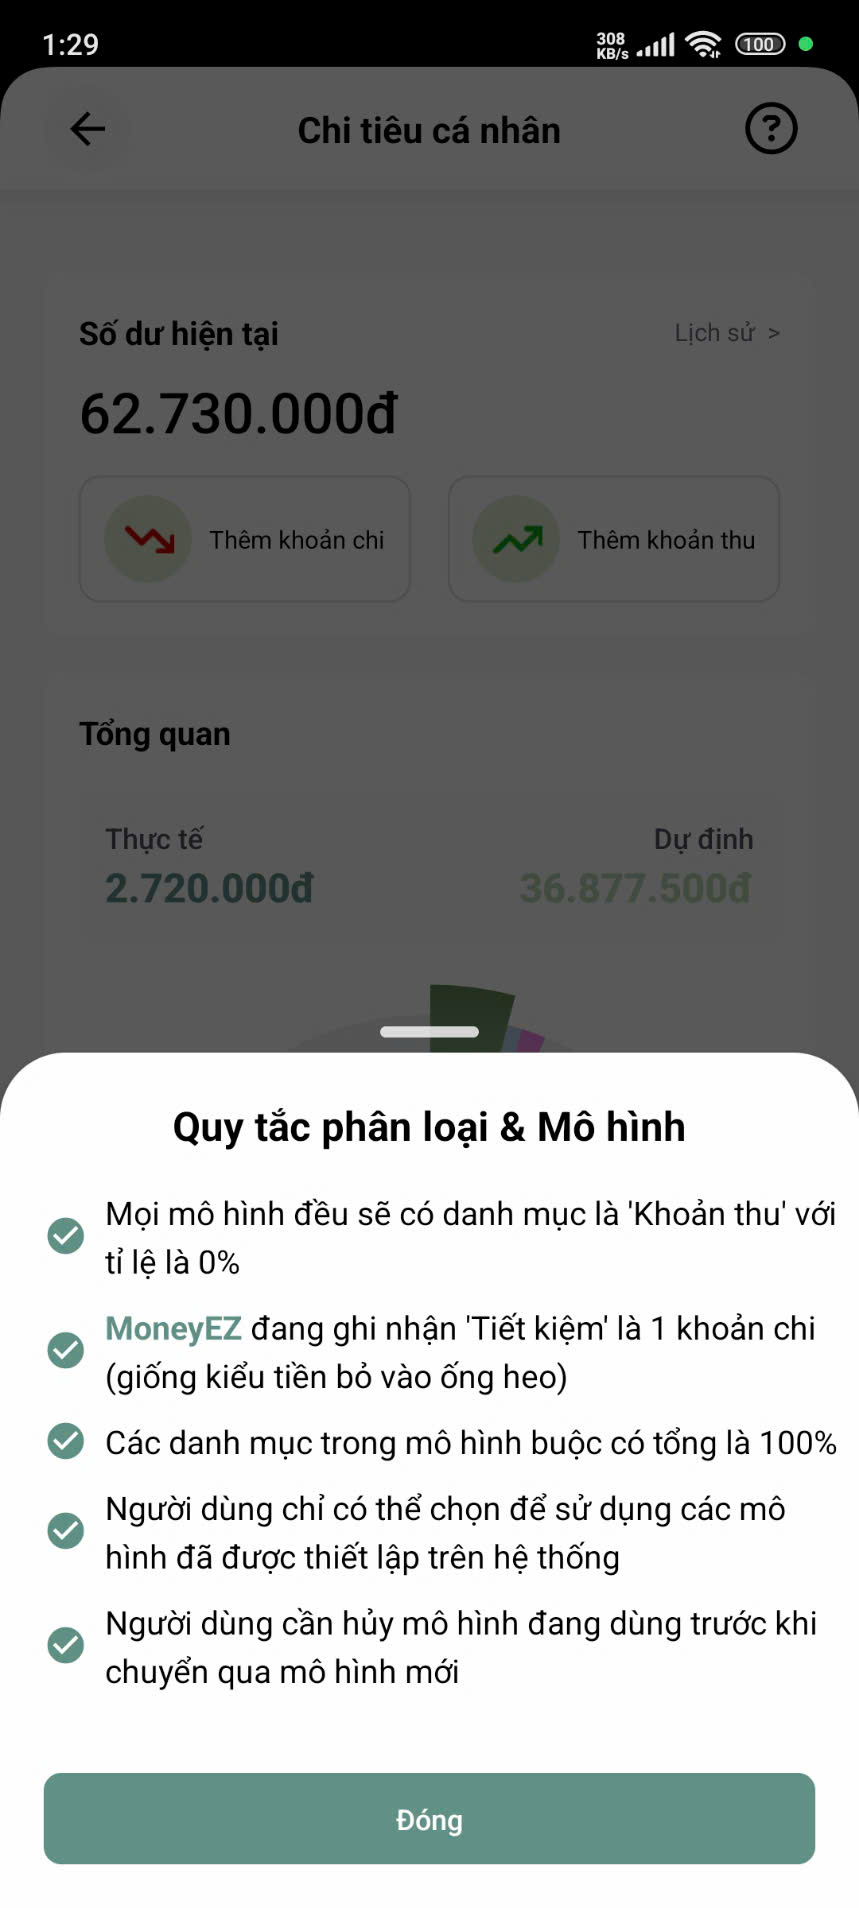 1:29
308
KB/s
100
Chi tiêu cá nhân
?
Số dư hiện tại
Lịch sử >
62.730.000đ
Thêm khoản chi
Thêm khoản thu
Tổng quan
Thực tế
Dự định
2.720.000đ
36.877.500đ
Quy tắc phân loại & Mô hình
Mọi mô hình đều sẽ có danh mục là 'Khoản thu' với
tỉ lệ là 0%
MoneyEZ đang ghi nhận 'Tiết kiệm' là 1 khoản chi
(giống kiểu tiền bỏ vào ống heo)
Các danh mục trong mô hình buộc có tổng là 100%
Người dùng chỉ có thể chọn để sử dụng các mô
hình đã được thiết lập trên hệ thống
Người dùng cần hủy mô hình đang dùng trước khi
chuyển qua mô hình mới
Đóng